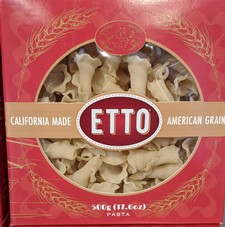 CALIFORNIA MADE ETTO AMERICAN GRAIN
500g (17.6oz)
PASTA